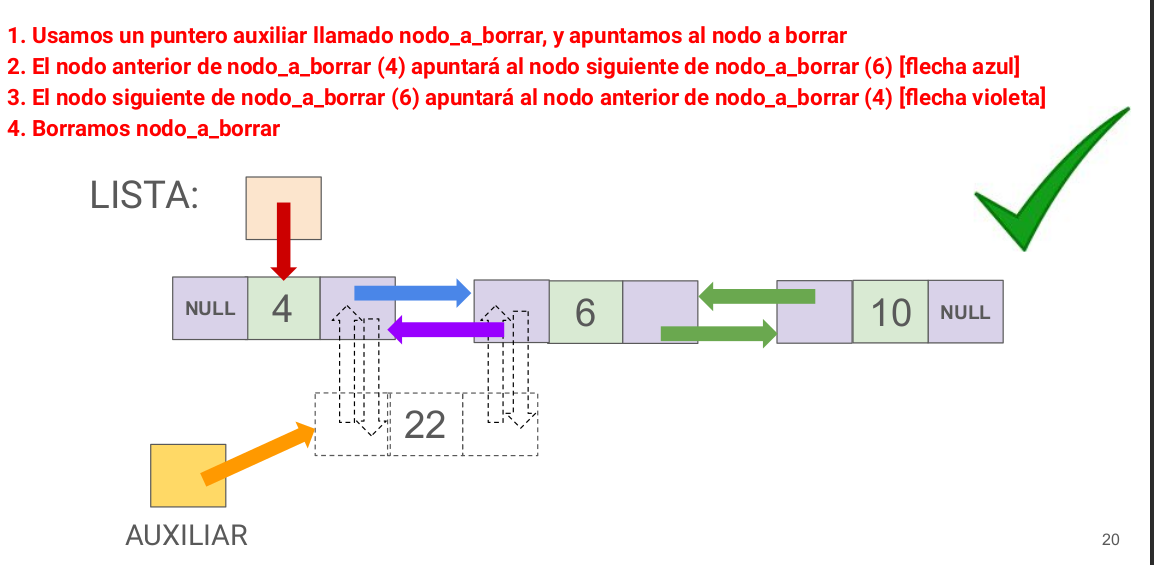 1. Usamos un puntero auxiliar llamado nodo_a_borrar, y apuntamos al nodo a borrar
2. El nodo anterior de nodo_a_borrar (4) apuntará al nodo siguiente de nodo_a_borrar (6) [flecha azul]
3. El nodo siguiente de nodo_a_borrar (6) apuntará al nodo anterior de nodo_a_borrar (4) [flecha violeta]
4. Borramos nodo_a_borrar
LISTA:
NULL 4 6 10 NULL
22
AUXILIAR
20